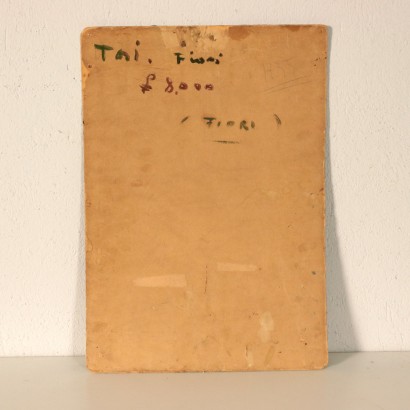 Tai. Fiori
£ 8,000
( FIORI )